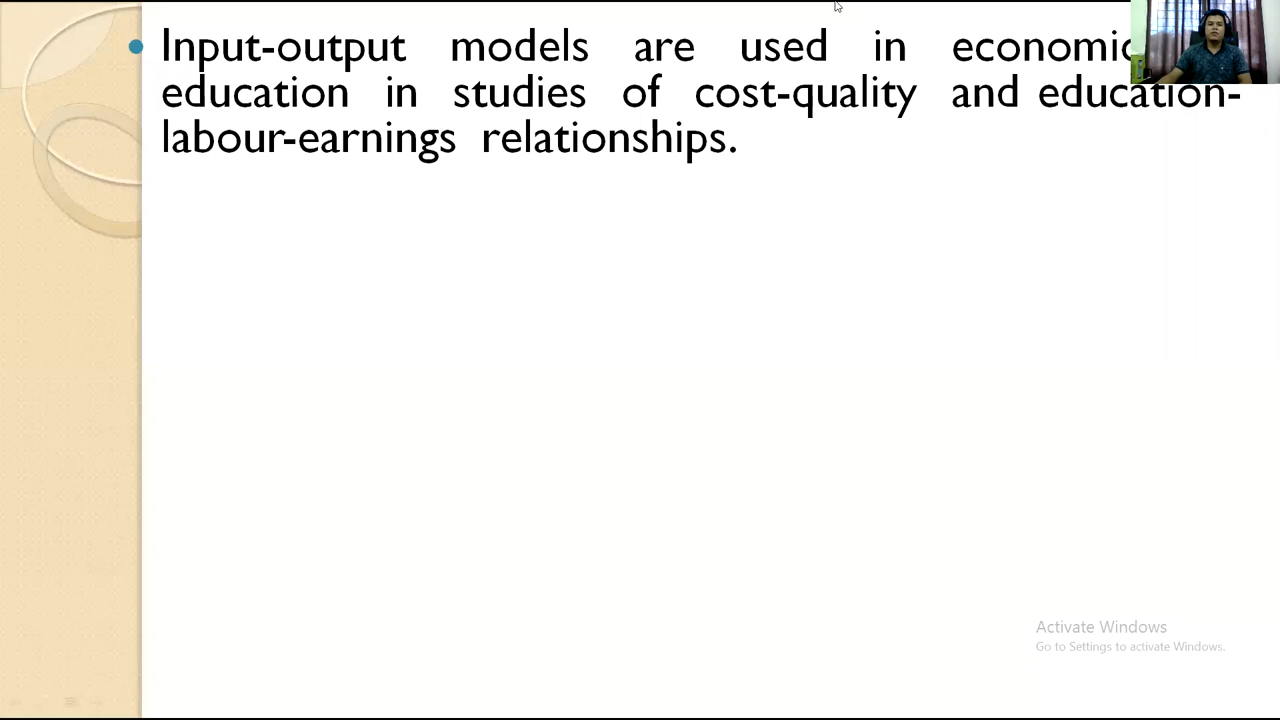 Input-output models are used in economic
education in studies of cost-quality and education-
labour-earnings relationships.
Activate Windows
Go to Settings to activate Windows.